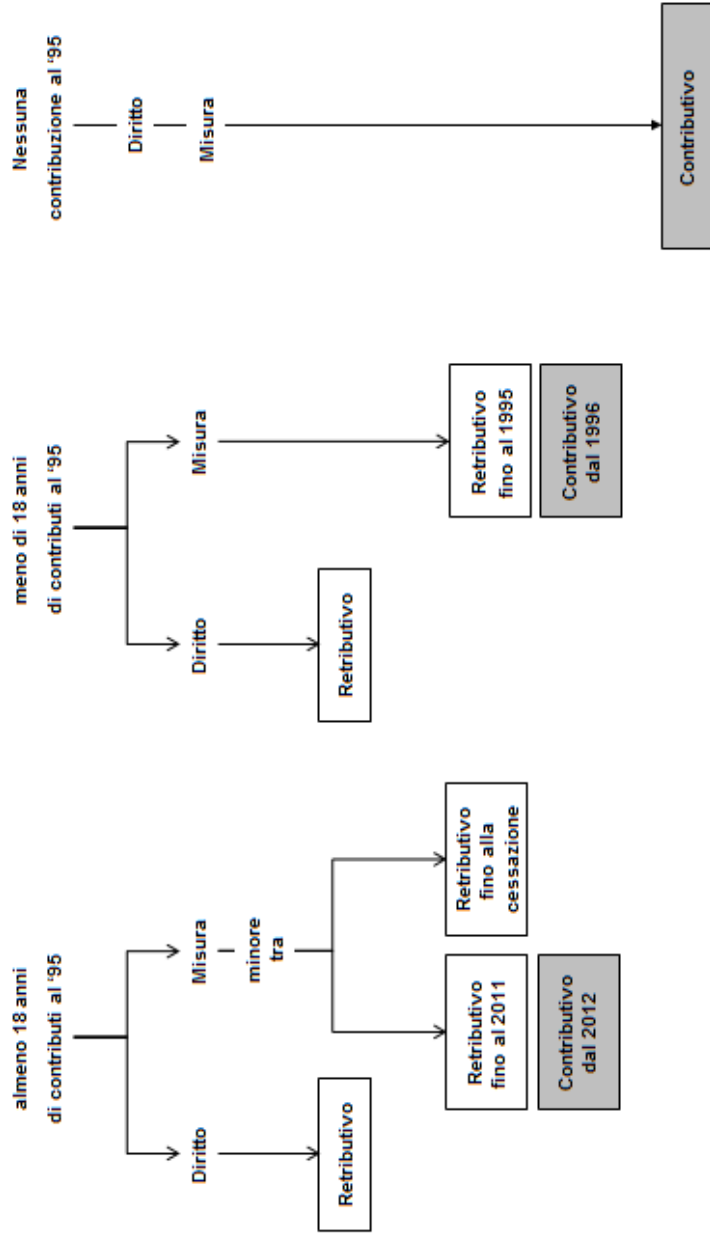 almeno 18 anni
di contributi al ‘95
Diritto
Retributivo
Misura
minore
tra
Retributivo
fino al 2011
Contributivo
dal 2012
Retributivo
fino alla
cessazione
meno di 18 anni
di contributi al ‘95
Diritto
Retributivo
Misura
Retributivo
fino al 1995
Contributivo
dal 1996
Nessuna
contribuzione al ‘95
Diritto
Misura
Contributivo